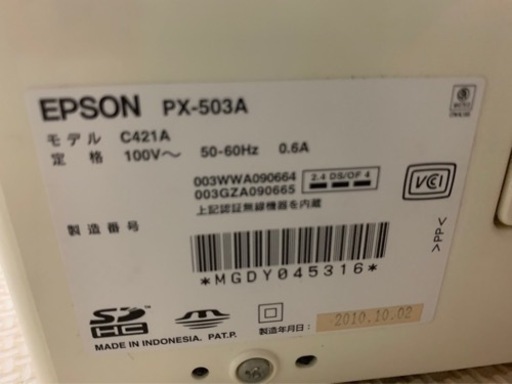 EPSON PX-503A
モデル C421A
定格 100V〜 50-60Hz 0.6A
003WWA090664
003GZA090665
2.4 DS/OF 4
上記認証無線機器を内蔵
VCI
製造番号
*MGDY045316*
>PP<
SD HC
MADE IN INDONESIA. PAT.P.
製造年月日: 2010.10.02